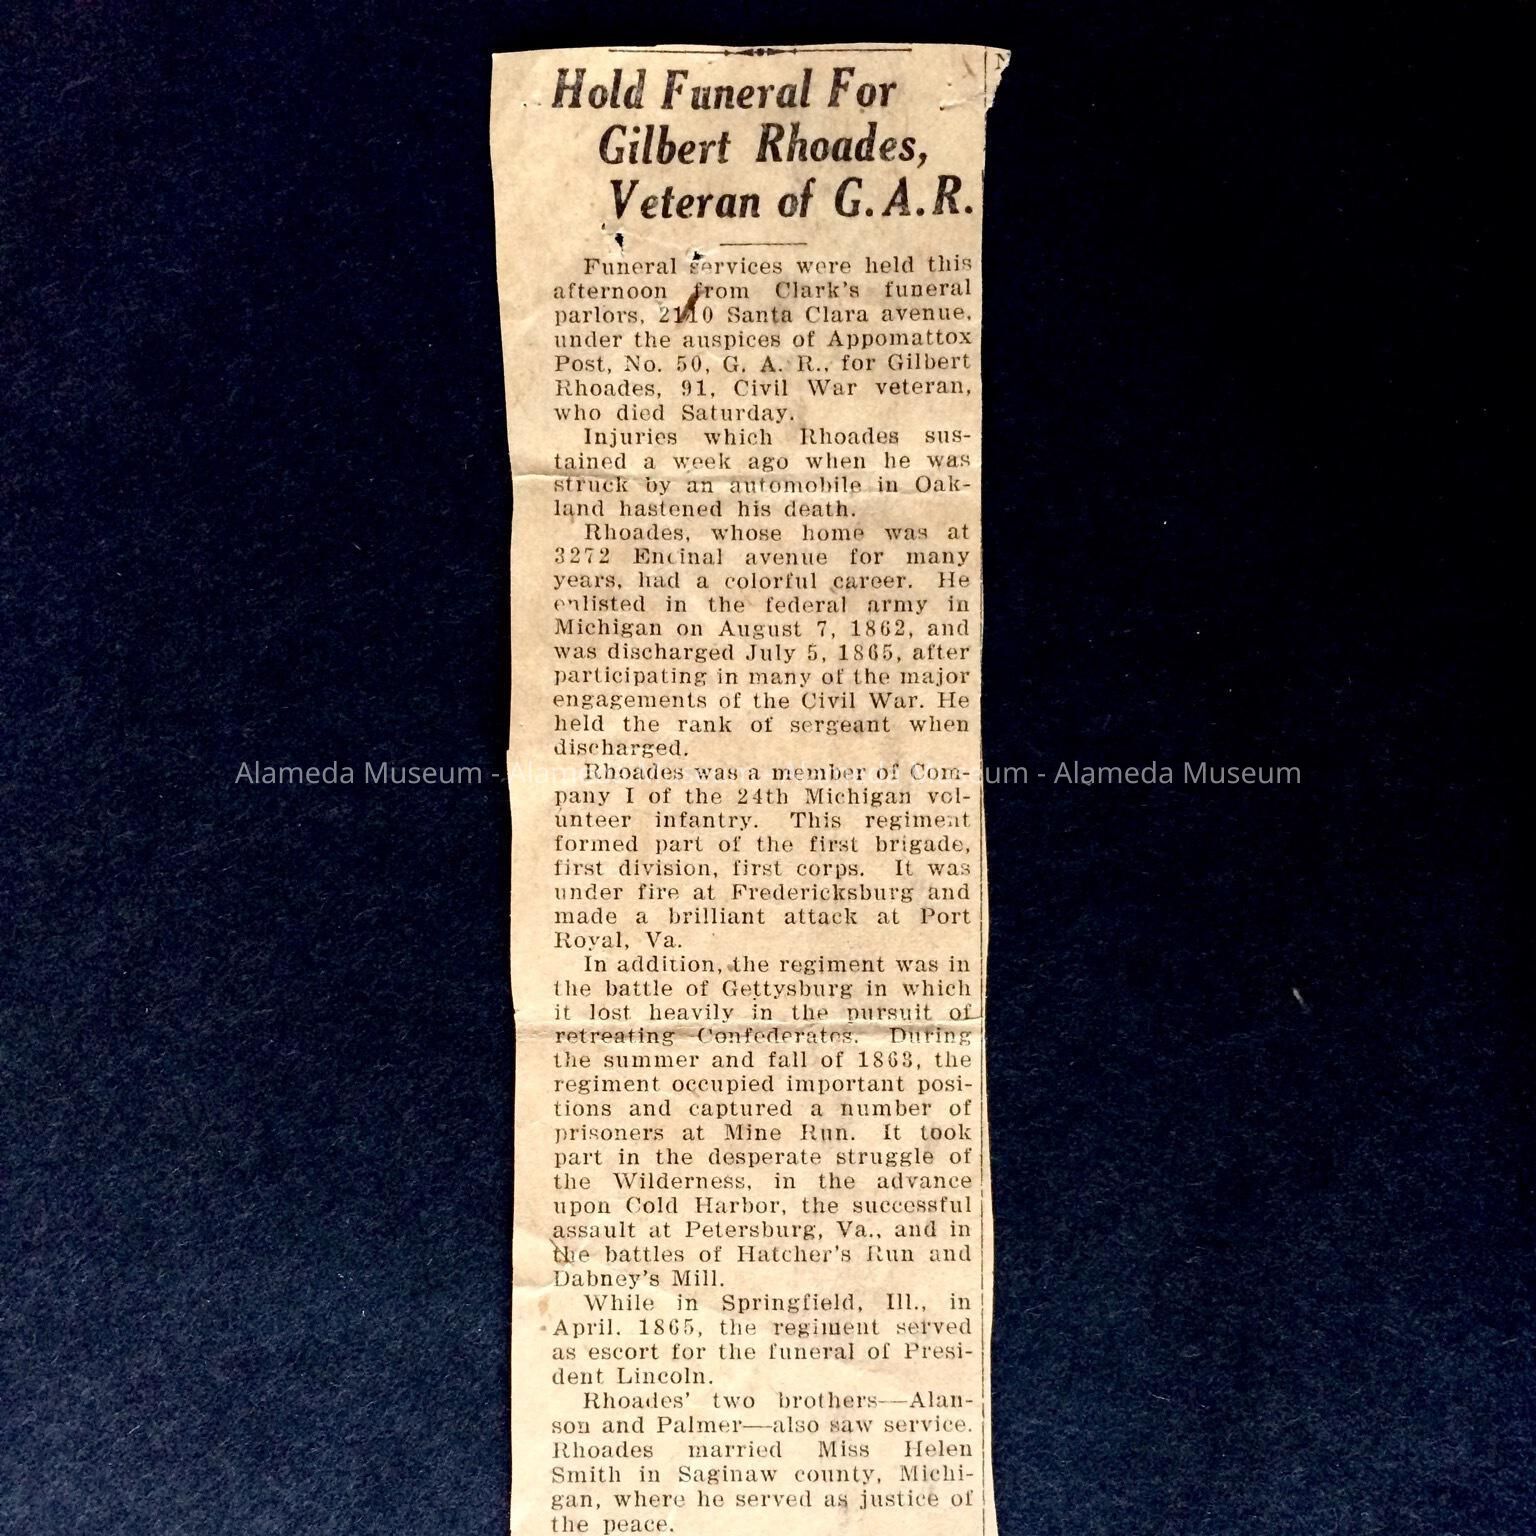 Hold Funeral For
Gilbert Rhoades,
Veteran of G.A.R.
Funeral services were held this
afternoon from Clark's funeral
parlors, 2110 Santa Clara avenue,
under the auspices of Appomattox
Post, No. 50, G. A. R., for Gilbert
Rhoades, 91, Civil War veteran,
who died Saturday.
Injuries which Rhoades sus-
tained a week ago when he was
struck by an automobile in Oak-
land hastened his death.
Rhoades, whose home was at
3272 Encinal avenue for many
years, had a colorful career. He
enlisted in the federal army in
Michigan on August 7, 1862, and
was discharged July 5, 1865, after
participating in many of the major
engagements of the Civil War. He
held the rank of sergeant when
discharged.
Alameda Museum - Alameda Museum - Alameda Museum - Alameda Museum
Rhoades was a member of Com-
pany I of the 24th Michigan vol-
unteer infantry. This regiment
formed part of the first brigade,
first division, first corps. It was
under fire at Fredericksburg and
made a brilliant attack at Port
Royal, Va.
In addition, the regiment was in
the battle of Gettysburg in which
it lost heavily in the pursuit of
retreating Confederates. During
the summer and fall of 1863, the
regiment occupied important posi-
tions and captured a number of
prisoners at Mine Run. It took
part in the desperate struggle of
the Wilderness, in the advance
upon Cold Harbor, the successful
assault at Petersburg, Va., and in
the battles of Hatcher's Run and
Dabney's Mill.
While in Springfield, Ill., in
April, 1865, the regiment served
as escort for the funeral of Presi-
dent Lincoln.
Rhoades' two brothers—Alan-
son and Palmer—also saw service.
Rhoades married Miss Helen
Smith in Saginaw county, Michi-
gan, where he served as justice of
the peace.